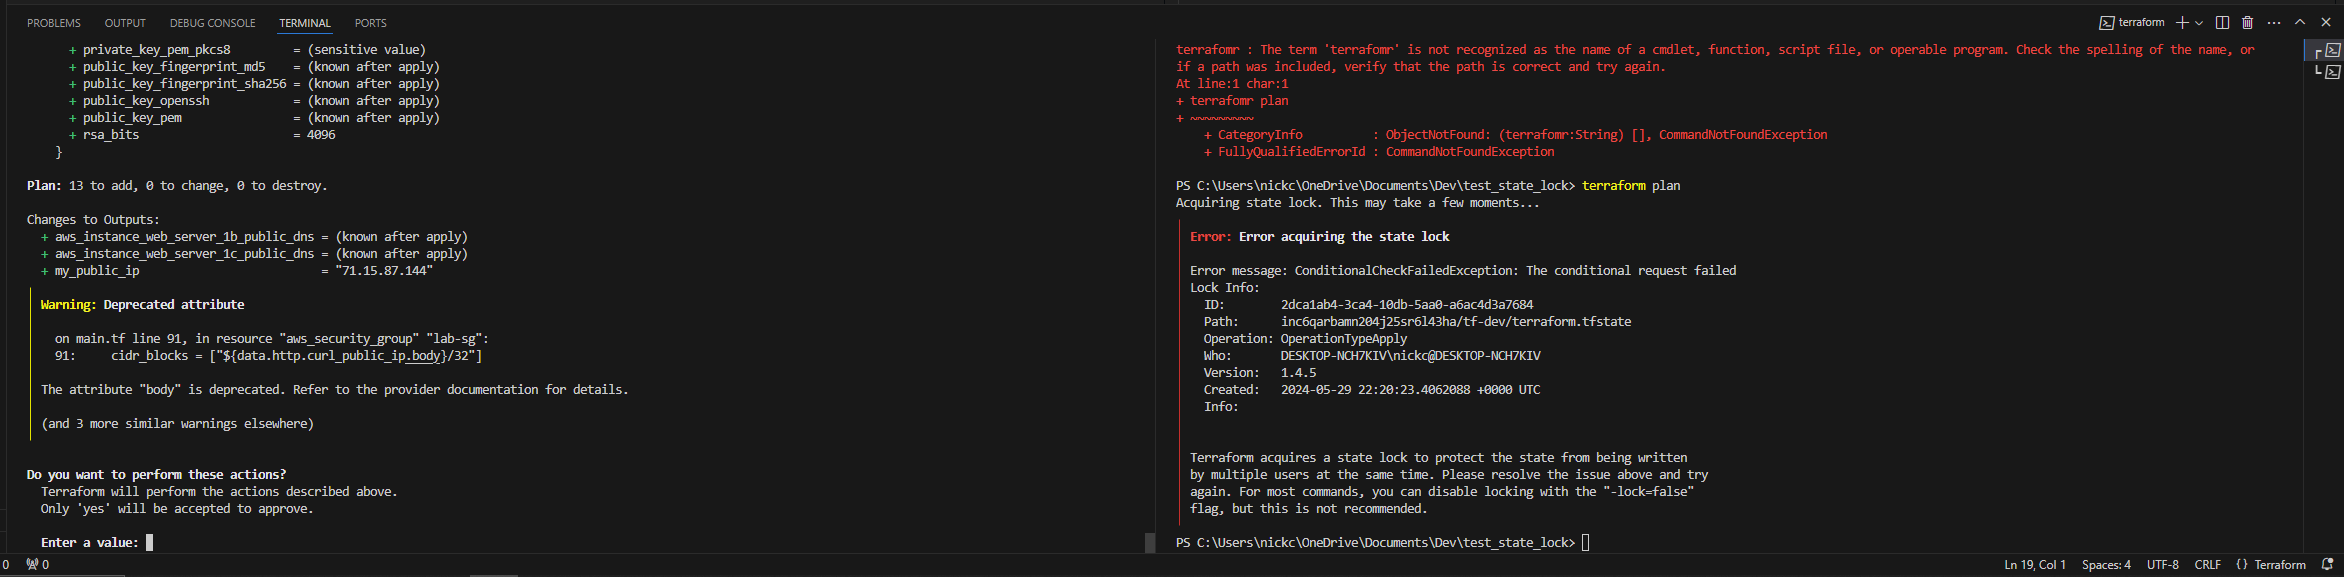 PROBLEMS OUTPUT DEBUG CONSOLE TERMINAL PORTS
terraform
+ private_key_pem_pkcs8 = (sensitive value)
+ public_key_fingerprint_md5 = (known after apply)
+ public_key_fingerprint_sha256 = (known after apply)
+ public_key_openssh = (known after apply)
+ public_key_pem = (known after apply)
+ rsa_bits = 4096
}
Plan: 13 to add, 0 to change, 0 to destroy.
Changes to Outputs:
+ aws_instance_web_server_1b_public_dns = (known after apply)
+ aws_instance_web_server_1c_public_dns = (known after apply)
+ my_public_ip = "71.15.87.144"
Warning: Deprecated attribute
on main.tf line 91, in resource "aws_security_group" "lab-sg":
91: cidr_blocks = ["${data.http.curl_public_ip.body}/32"]
The attribute "body" is deprecated. Refer to the provider documentation for details.
(and 3 more similar warnings elsewhere)
Do you want to perform these actions?
Terraform will perform the actions described above.
Only 'yes' will be accepted to approve.
Enter a value:
terrafomr : The term 'terrafomr' is not recognized as the name of a cmdlet, function, script file, or operable program. Check the spelling of the name, or
if a path was included, verify that the path is correct and try again.
At line:1 char:1
+ terrafomr plan
+ ~~~~~~~~~
+ CategoryInfo : ObjectNotFound: (terrafomr:String) [], CommandNotFoundException
+ FullyQualifiedErrorId : CommandNotFoundException
PS C:\Users\nickc\OneDrive\Documents\Dev\test_state_lock> terraform plan
Acquiring state lock. This may take a few moments...
Error: Error acquiring the state lock
Error message: ConditionalCheckFailedException: The conditional request failed
Lock Info:
ID: 2dca1ab4-3ca4-10db-5aa0-a6ac4d3a7684
Path: inc6qarbamn204j25sr6l43ha/tf-dev/terraform.tfstate
Operation: OperationTypeApply
Who: DESKTOP-NCH7KIV\nickc@DESKTOP-NCH7KIV
Version: 1.4.5
Created: 2024-05-29 22:20:23.4062088 +0000 UTC
Info:
Terraform acquires a state lock to protect the state from being written
by multiple users at the same time. Please resolve the issue above and try
again. For most commands, you can disable locking with the "-lock=false"
flag, but this is not recommended.
PS C:\Users\nickc\OneDrive\Documents\Dev\test_state_lock>
0 0 Ln 19, Col 1 Spaces: 4 UTF-8 CRLF {} Terraform